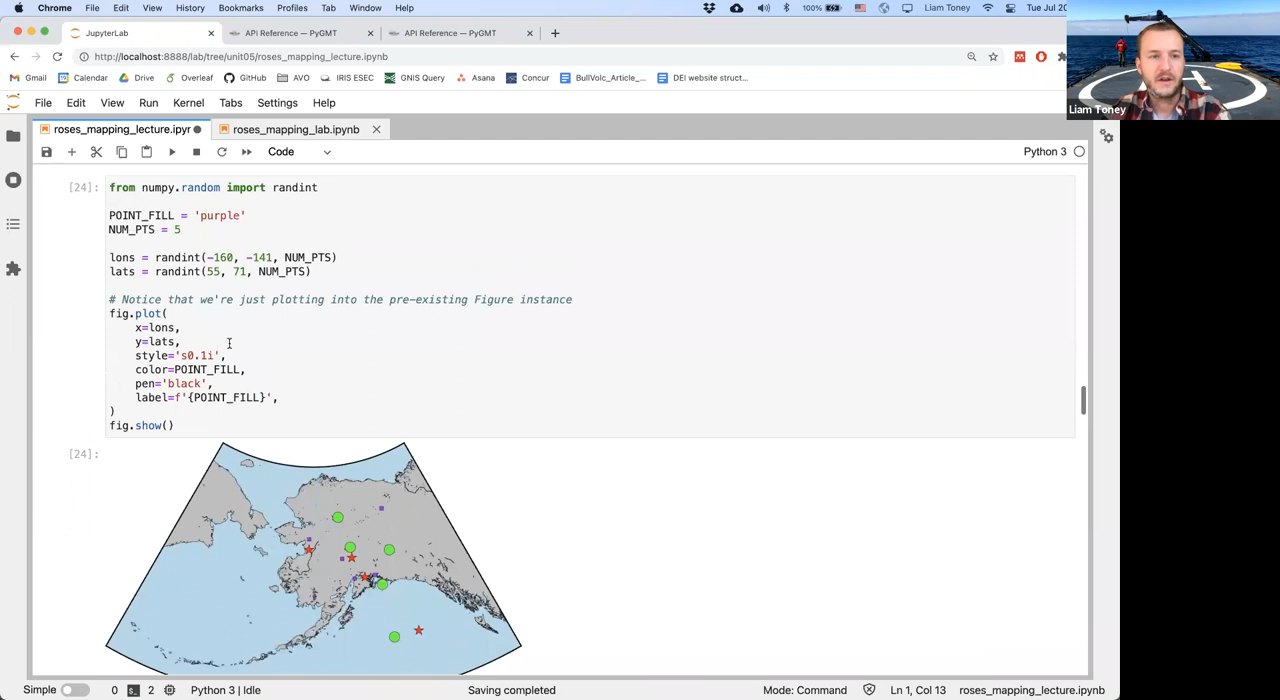 Chrome File Edit View History Bookmarks Profiles Tab Window Help 100% Liam Toney Tue Jul 20
JupyterLab API Reference — PyGMT API Reference — PyGMT
http://localhost:8888/lab/tree/unit05/roses_mapping_lecture.ipynb
Gmail Calendar Drive Overleaf GitHub AVO IRIS ESEC GNIS Query Asana Concur BullVolc_Article_... DEI website struct...
Liam Toney
File Edit View Run Kernel Tabs Settings Help
roses_mapping_lecture.ipyr roses_mapping_lab.ipynb
Code Python 3
[24]: from numpy.random import randint
POINT_FILL = 'purple'
NUM_PTS = 5
lons = randint(-160, -141, NUM_PTS)
lats = randint(55, 71, NUM_PTS)
# Notice that we're just plotting into the pre-existing Figure instance
fig.plot(
x=lons,
y=lats,
style='s0.1i',
color=POINT_FILL,
pen='black',
label=f'{POINT_FILL}',
)
fig.show()
[24]:
Simple 0 2 Python 3 | Idle Saving completed Mode: Command Ln 1, Col 13 roses_mapping_lecture.ipynb